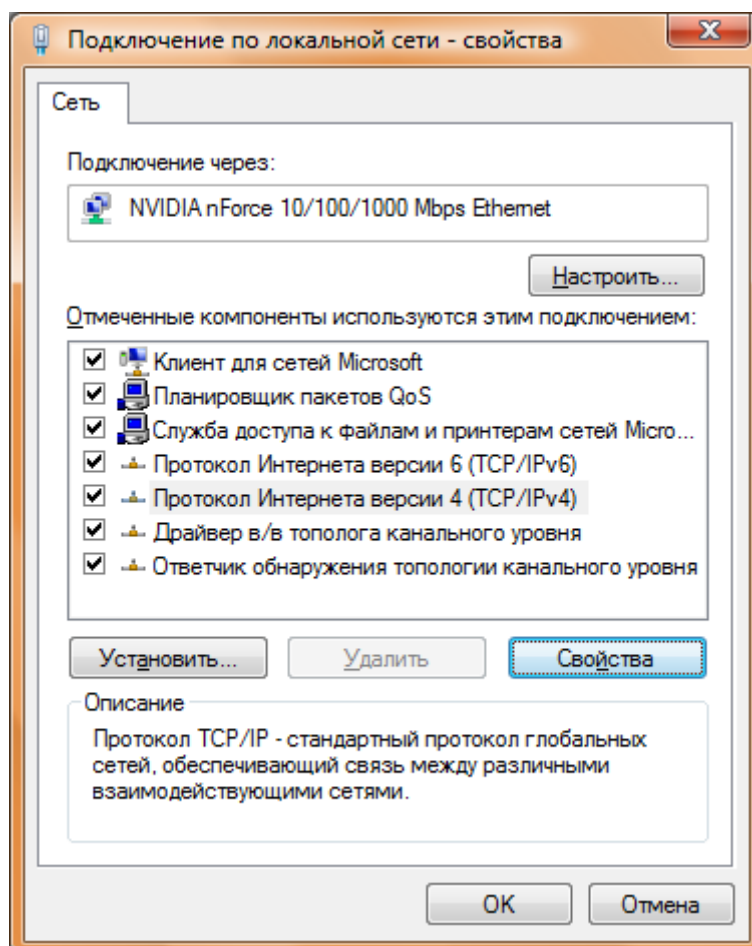 Подключение по локальной сети - свойства
Сеть
Подключение через:
NVIDIA nForce 10/100/1000 Mbps Ethernet
Настроить...
Отмеченные компоненты используются этим подключением:
Клиент для сетей Microsoft
Планировщик пакетов QoS
Служба доступа к файлам и принтерам сетей Micro...
Протокол Интернета версии 6 (TCP/IPv6)
Протокол Интернета версии 4 (TCP/IPv4)
Драйвер в/в тополога канального уровня
Ответчик обнаружения топологии канального уровня
Установить...
Удалить
Свойства
Описание
Протокол TCP/IP - стандартный протокол глобальных
сетей, обеспечивающий связь между различными
взаимодействующими сетями.
OK
Отмена